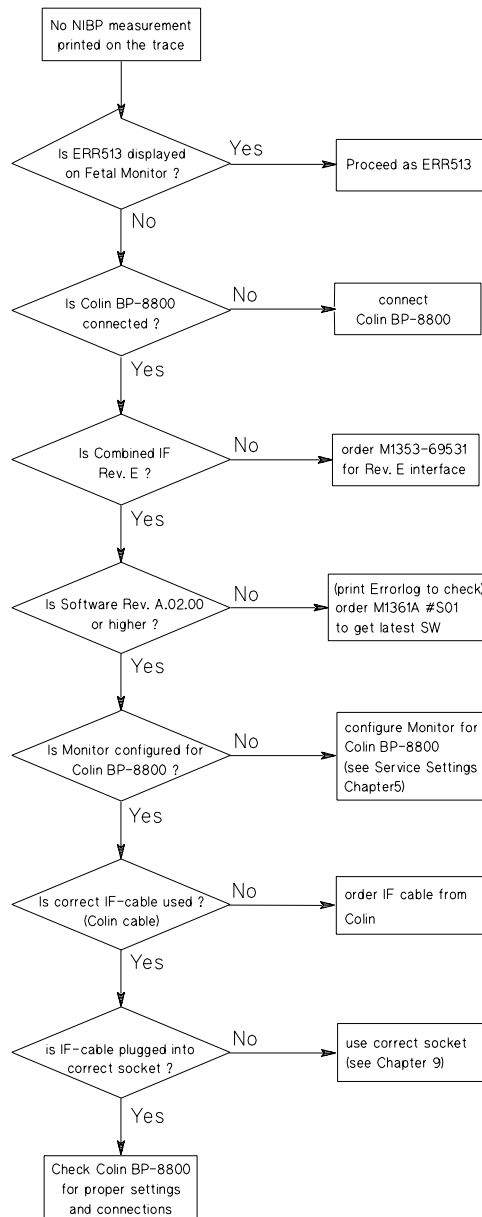 No NIBP measurement
printed on the trace
Is ERR513 displayed
on Fetal Monitor ?
Yes
Proceed as ERR513
No
Is Colin BP-8800
connected ?
No
connect
Colin BP-8800
Yes
Is Combined IF
Rev. E ?
No
order M1353-69531
for Rev. E interface
Yes
Is Software Rev. A.02.00
or higher ?
No
(print Errorlog to check)
order M1361A #S01
to get latest SW
Yes
Is Monitor configured for
Colin BP-8800 ?
No
configure Monitor for
Colin BP-8800
(see Service Settings
Chapter5)
Yes
Is correct IF-cable used ?
(Colin cable)
No
order IF cable from
Colin
Yes
is IF-cable plugged into
correct socket ?
No
use correct socket
(see Chapter 9)
Yes
Check Colin BP-8800
for proper settings
and connections